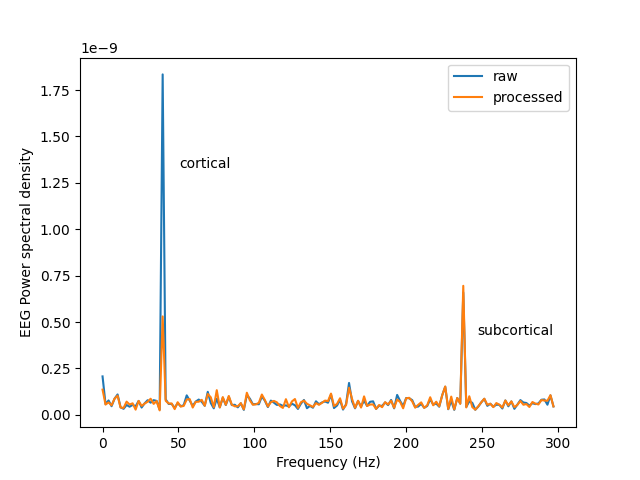 1e−9
raw
processed
1.75
1.50
1.25
1.00
0.75
0.50
0.25
0.00
EEG Power spectral density
cortical
subcortical
0 50 100 150 200 250 300
Frequency (Hz)